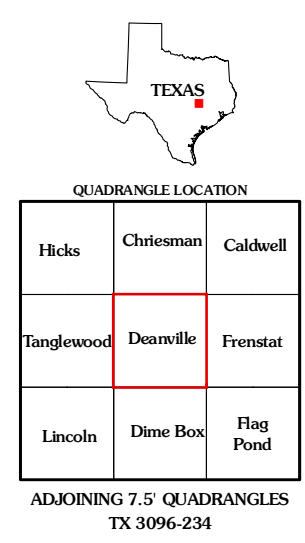 TEXAS
QUADRANGLE LOCATION
Hicks
Chriesman
Caldwell
Tanglewood
Deanville
Frenstat
Lincoln
Dime Box
Flag
Pond
ADJOINING 7.5' QUADRANGLES
TX 3096-234